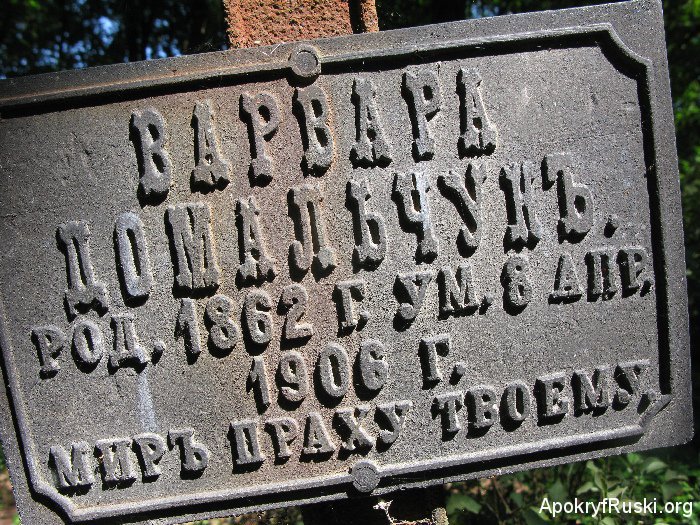 ВАРВАРА
ДОМАЛЬЧУКЪ.
РОД. 1862 Г. УМ. 8 АПР.
1906 Г.
МИРЪ ПРАХУ ТВОЕМУ.
ApokryfRuski.org